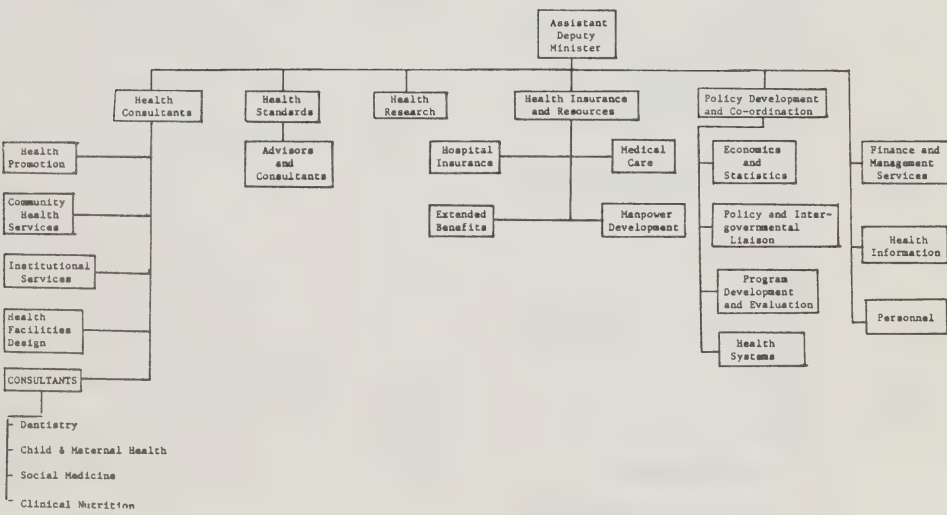 Assistant
Deputy
Minister
Health
Consultants
Health
Standards
Health
Research
Health Insurance
and Resources
Policy Development
and Co-ordination
Health
Promotion
Community
Health
Services
Institutional
Services
Health
Facilities
Design
CONSULTANTS
- Dentistry
- Child & Maternal Health
- Social Medicine
- Clinical Nutrition
Advisors
and
Consultants
Hospital
Insurance
Medical
Care
Extended
Benefits
Manpower
Development
Economics
and
Statistics
Policy and Inter-
governmental
Liaison
Program
Development
and Evaluation
Health
Systems
Finance and
Management
Services
Health
Information
Personnel